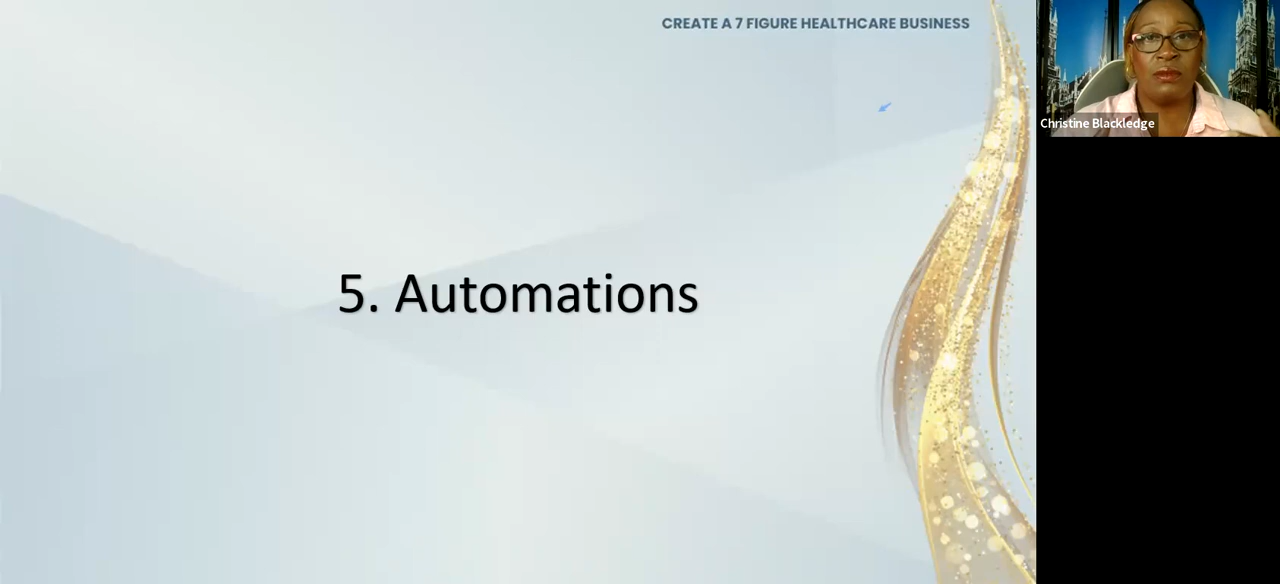 CREATE A 7 FIGURE HEALTHCARE BUSINESS
Christine Blackledge
5. Automations